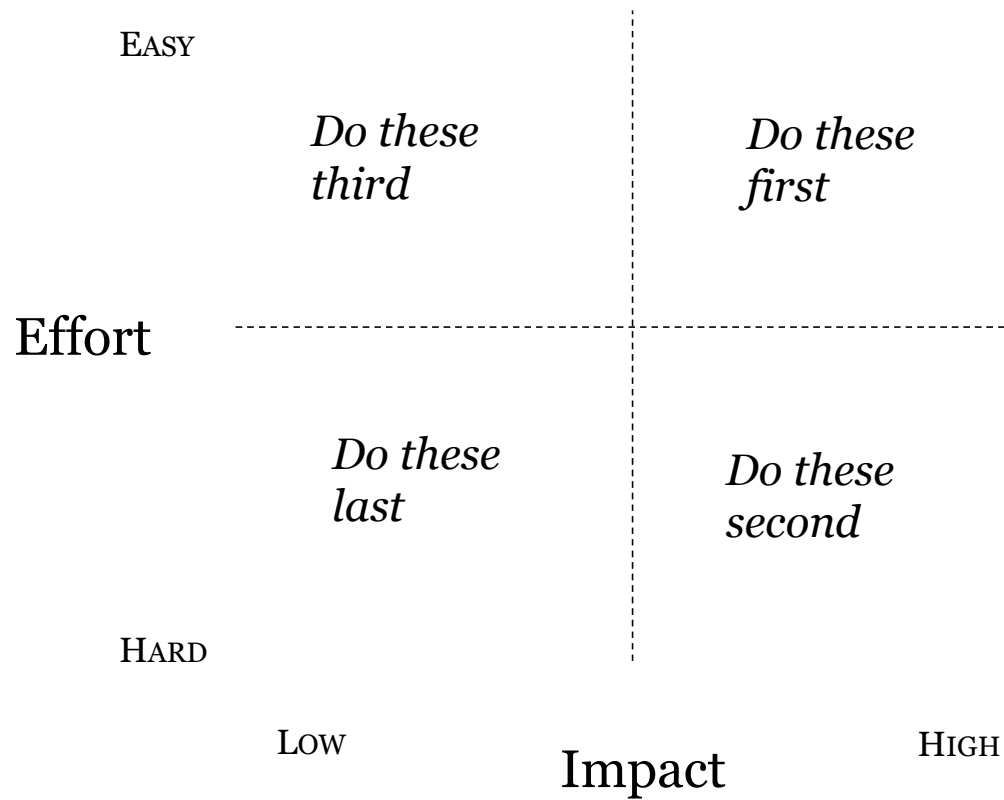 EASY
Do these
third
Do these
first
Effort
Do these
last
Do these
second
HARD
LOW
Impact
HIGH